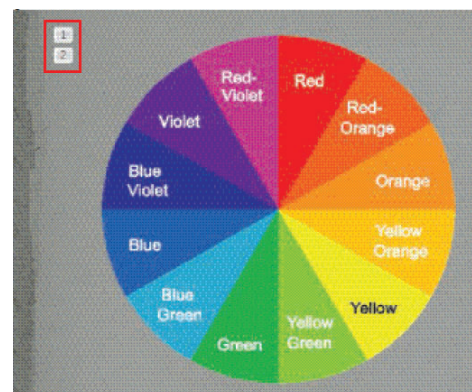 1
2
Red-
Violet
Red
Red-
Orange
Violet
Blue
Violet
Orange
Blue
Yellow
Orange
Blue
Green
Yellow
Green
Yellow
Green